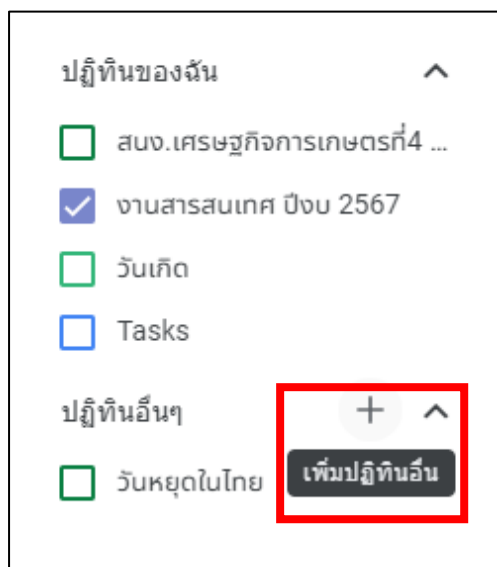 ปฏิทินของฉัน
สนง.เศรษฐกิจการเกษตรที่4 ...
งานสารสนเทศ ปีงบ 2567
วันเกิด
Tasks
ปฏิทินอื่นๆ
เพิ่มปฏิทินอื่น
วันหยุดในไทย